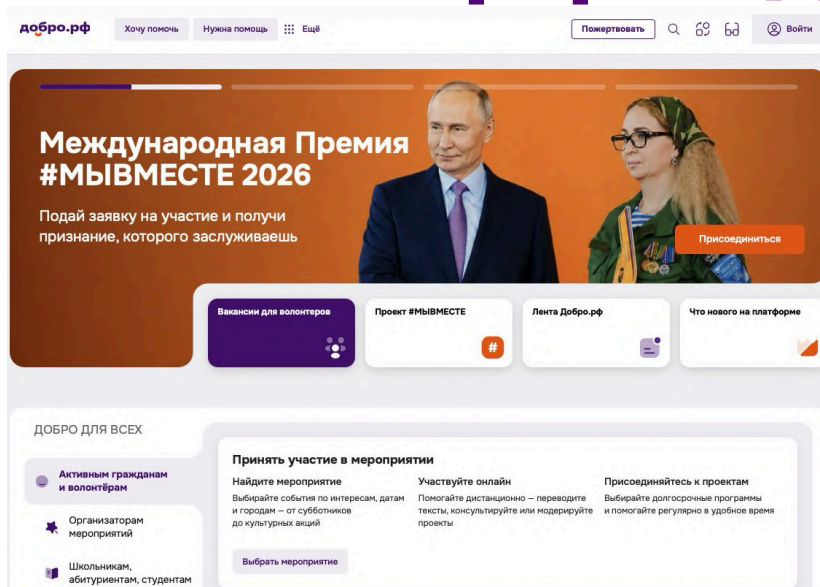 добро.рф
Хочу помочь
Нужна помощь
Ещё
Пожертвовать
Войти
Международная Премия
#МЫВМЕСТЕ 2026
Подай заявку на участие и получи
признание, которого заслуживаешь
Присоединиться
Вакансии для волонтеров
Проект #МЫВМЕСТЕ
#
Лента Добро.рф
Что нового на платформе
ДОБРО ДЛЯ ВСЕХ
Активным гражданам
и волонтёрам
Организаторам
мероприятий
Школьникам,
абитуриентам, студентам
Принять участие в мероприятии
Найдите мероприятие
Выбирайте события по интересам, датам
и городам — от субботников
до культурных акций
Участвуйте онлайн
Помогайте дистанционно — переводите
тексты, консультируйте или модерируйте
проекты
Присоединяйтесь к проектам
Выбирайте долгосрочные программы
и помогайте регулярно в удобное время
Выбрать мероприятие